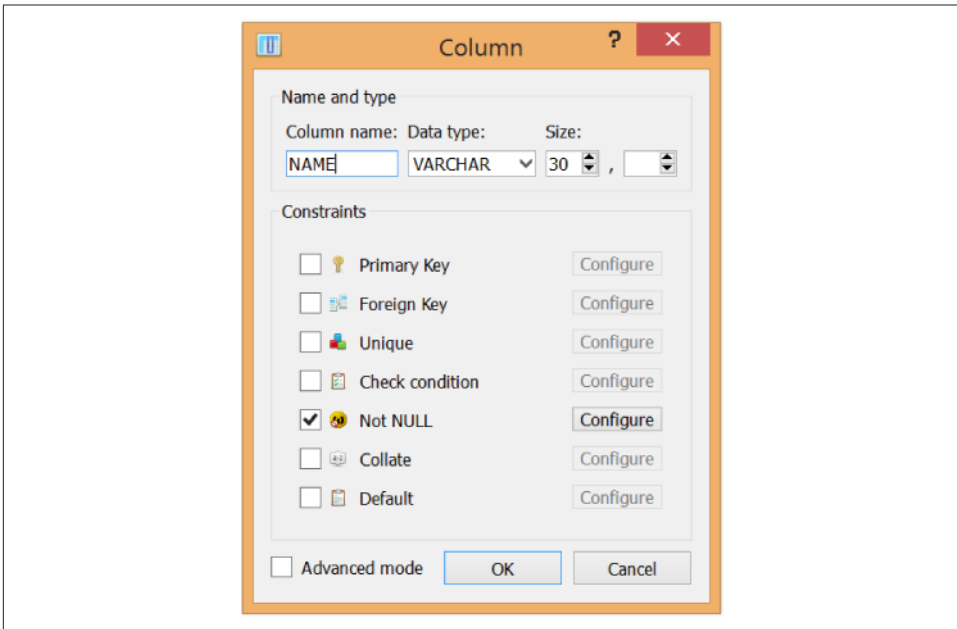 Column ?
Name and type
Column name: Data type: Size:
NAME VARCHAR 30 ,
Constraints
Primary Key Configure
Foreign Key Configure
Unique Configure
Check condition Configure
Not NULL Configure
Collate Configure
Default Configure
Advanced mode OK Cancel